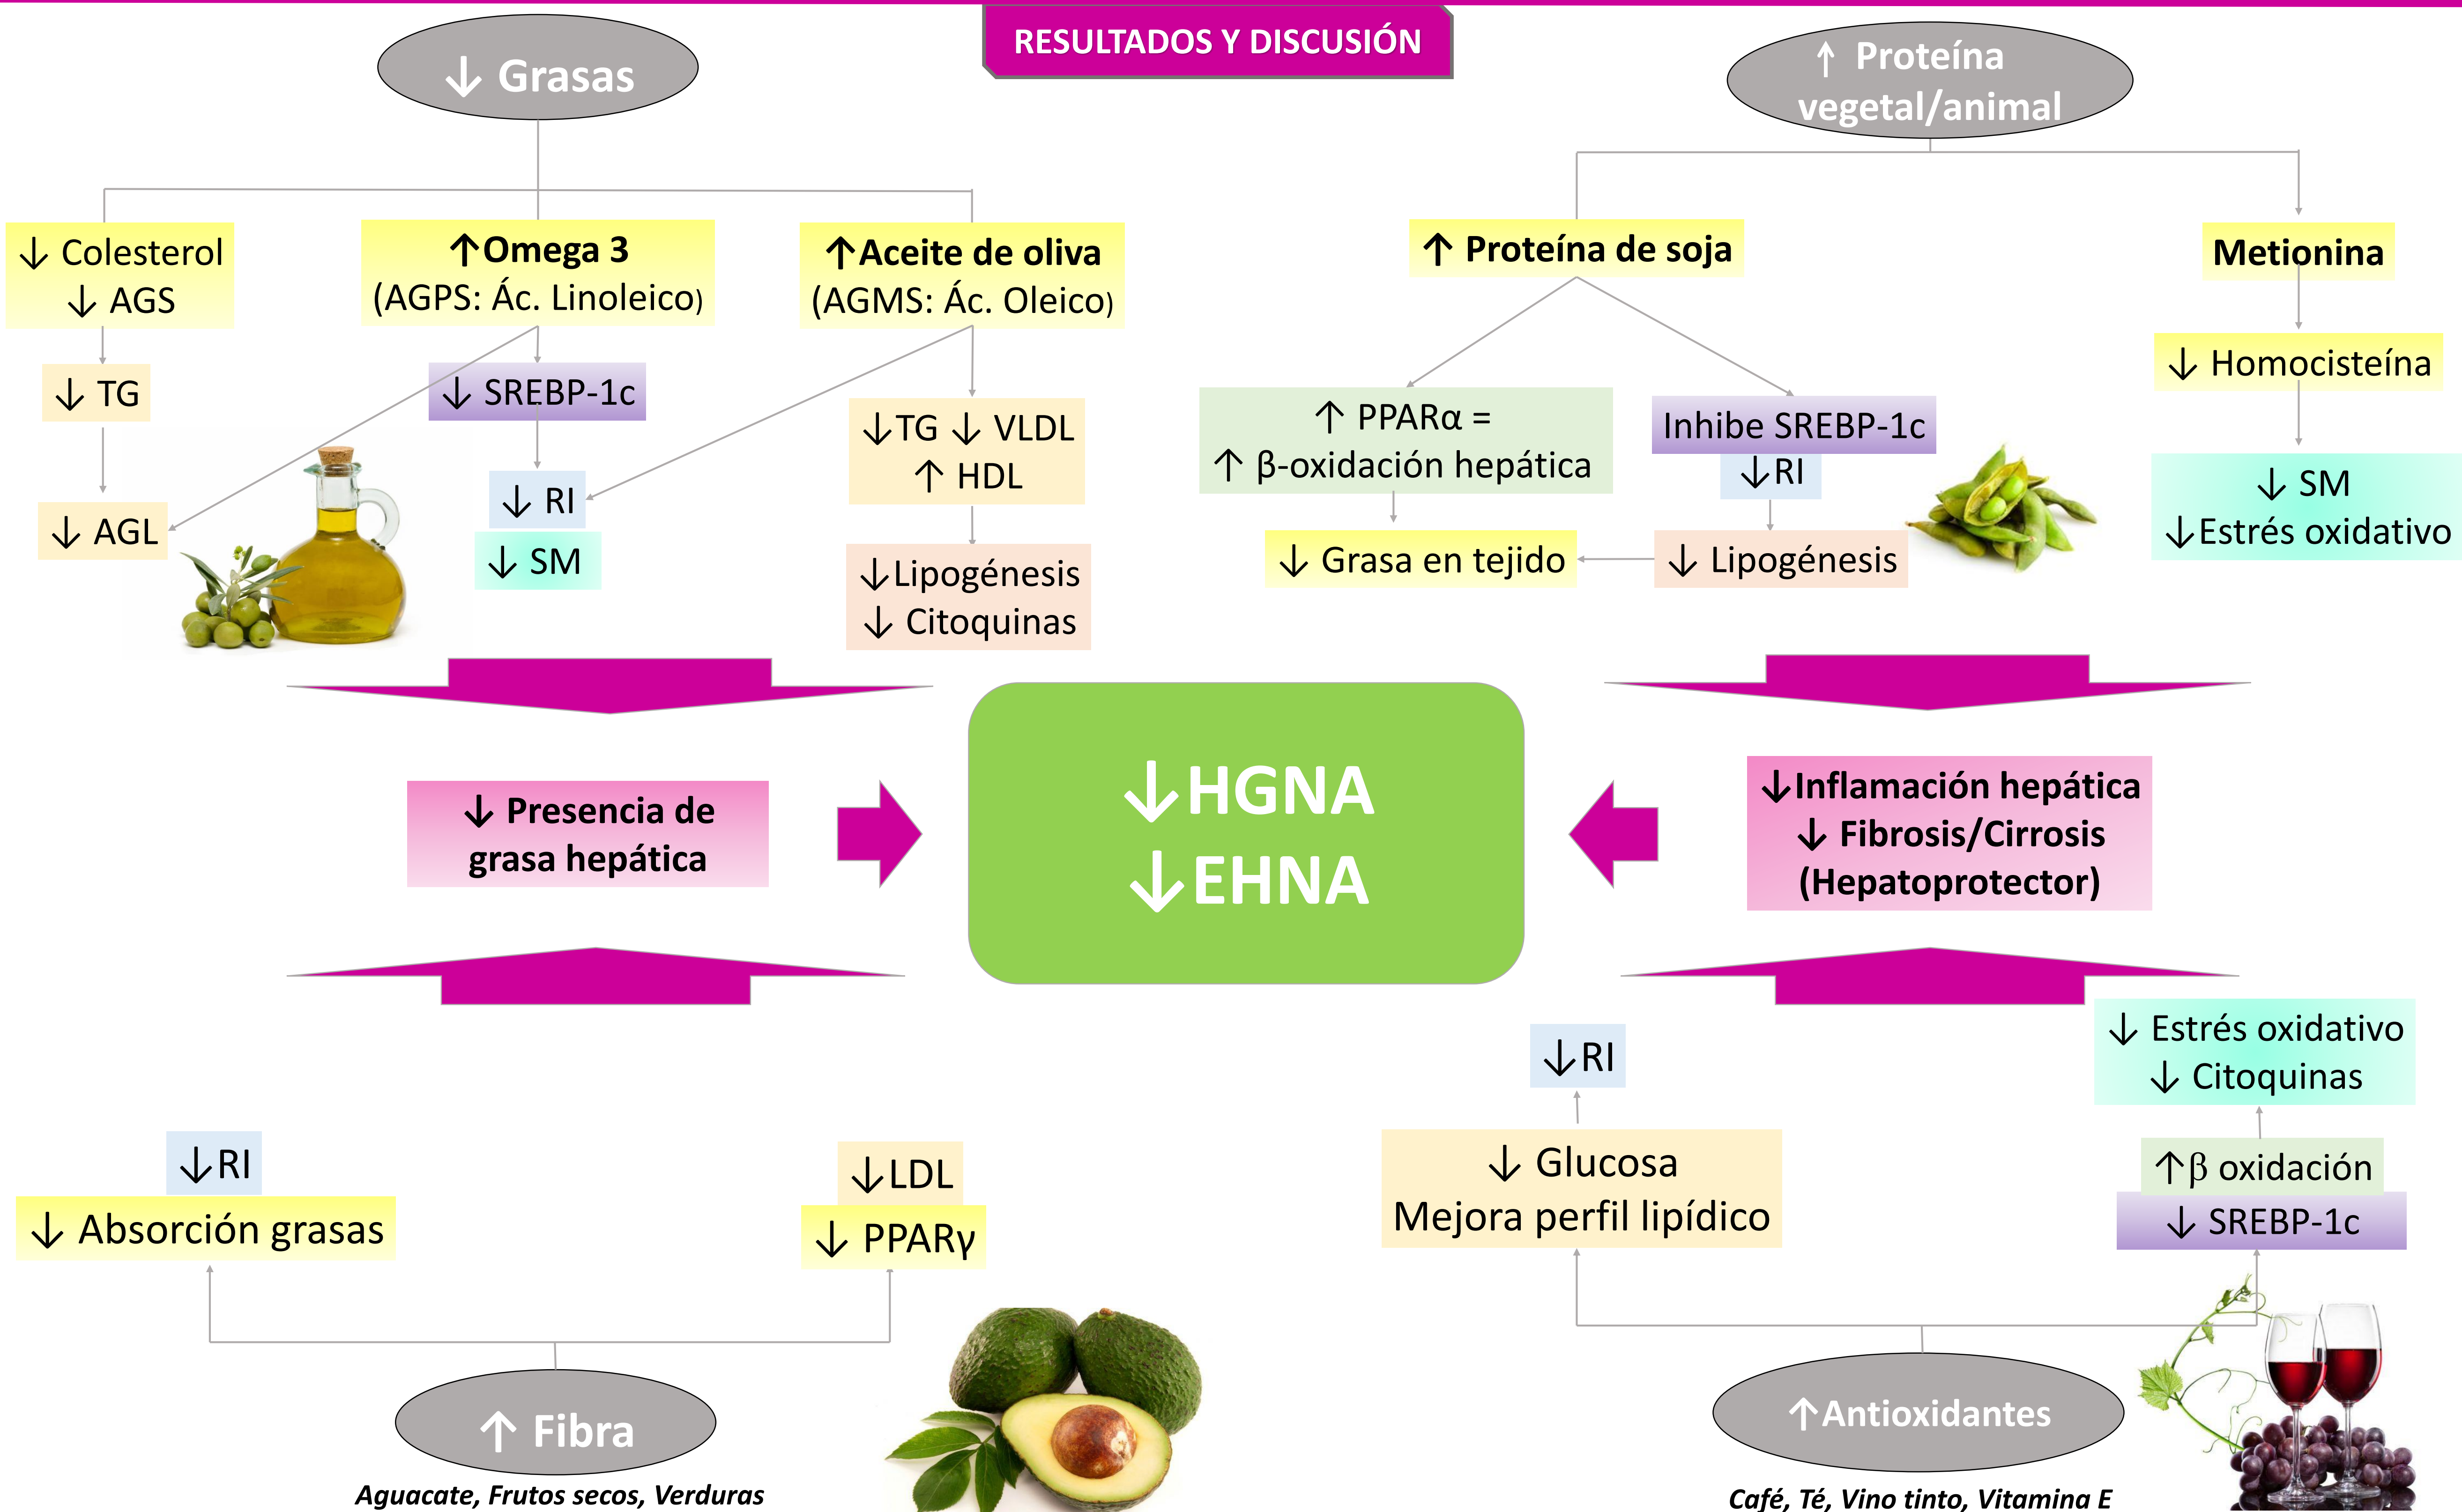 RESULTADOS Y DISCUSIÓN
↓ Grasas
↓ Colesterol
↓ AGS
↓ TG
↓ AGL
↑Omega 3
(AGPS: Ác. Linoleico)
↓ SREBP-1c
↓ RI
↓ SM
↑Aceite de oliva
(AGMS: Ác. Oleico)
↓TG ↓ VLDL
↑ HDL
↓Lipogénesis
↓ Citoquinas
↑ Proteína
vegetal/animal
↑ Proteína de soja
↑ PPARα =
↑ β-oxidación hepática
↓ Grasa en tejido
Inhibe SREBP-1c
↓RI
↓ Lipogénesis
Metionina
↓ Homocisteína
↓ SM
↓Estrés oxidativo
↓ Presencia de
grasa hepática
↓HGNA
↓EHNA
↓Inflamación hepática
↓ Fibrosis/Cirrosis
(Hepatoprotector)
↓RI
↓ Absorción grasas
↓LDL
↓ PPARγ
↑ Fibra
Aguacate, Frutos secos, Verduras
↓RI
↓ Glucosa
Mejora perfil lipídico
↓ Estrés oxidativo
↓ Citoquinas
↑β oxidación
↓ SREBP-1c
↑Antioxidantes
Café, Té, Vino tinto, Vitamina E